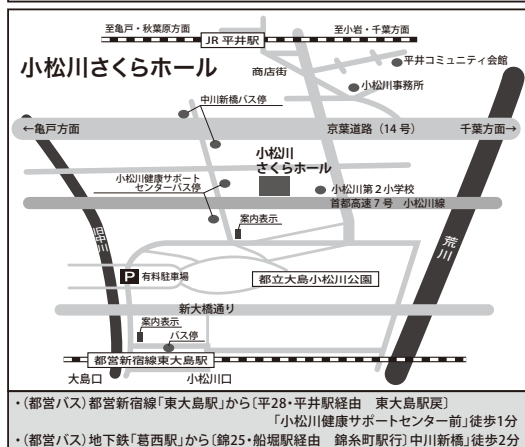 至亀戸・秋葉原方面
至小岩・千葉方面
JR 平井駅
小松川さくらホール
商店街
平井コミュニティ会館
小松川事務所
中川新橋バス停
←亀戸方面
京葉道路（14号）
千葉方面→
小松川
さくらホール
小松川健康サポート
センターバス停
小松川第２小学校
首都高速７号　小松川線
案内表示
旧中川
荒川
P 有料駐車場
都立大島小松川公園
新大橋通り
案内表示
バス停
都営新宿線東大島駅
大島口
小松川口
・（都営バス）都営新宿線「東大島駅」から〔平28・平井駅経由　東大島駅戻〕
「小松川健康サポートセンター前」徒歩1分
・（都営バス）地下鉄「葛西駅」から〔錦25・船堀駅経由　錦糸町駅行〕中川新橋」徒歩2分